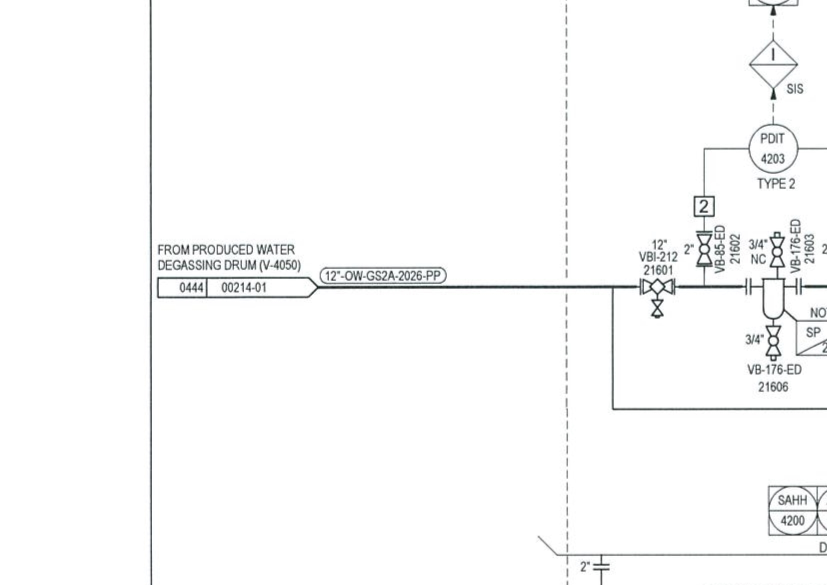 I
SIS
PDIT
4203
TYPE 2
2
FROM PRODUCED WATER
DEGASSING DRUM (V-4050)
0444 00214-01
12"-OW-GS2A-2026-PP
12"
VBI-212
21601
2"
VB-85-ED
21602
3/4"
NC
VB-176-ED
21603
2
SP
3/4"
VB-176-ED
21606
SAHH
4200
D
2"